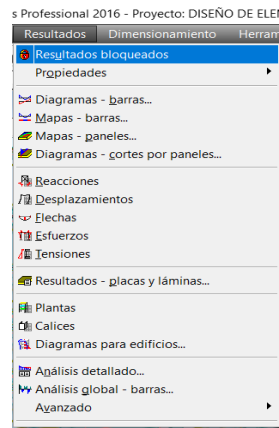 s Professional 2016 - Proyecto: DISEÑO DE ELEM
Resultados Dimensionamiento Herram
Resultados bloqueados
Propiedades
Diagramas - barras...
Mapas - barras...
Mapas - paneles...
Diagramas - cortes por paneles...
Reacciones
Desplazamientos
Flechas
Esfuerzos
Tensiones
Resultados - placas y láminas...
Plantas
Calices
Diagramas para edificios...
Análisis detallado...
Análisis global - barras...
Avanzado